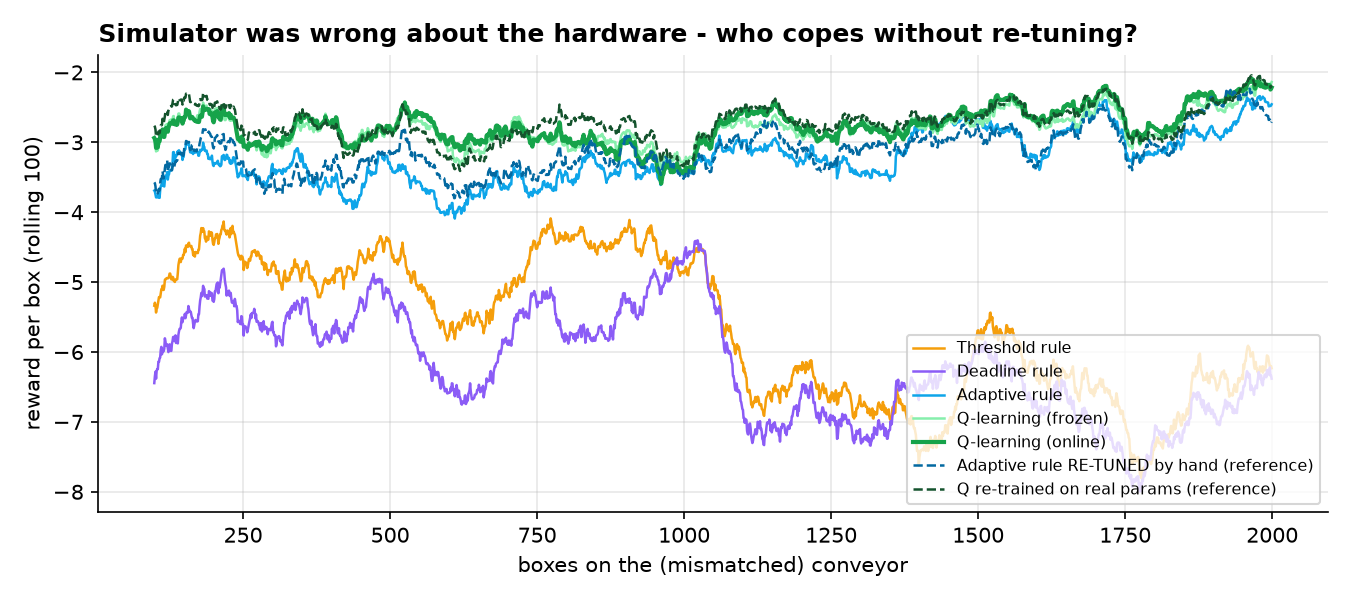 Simulator was wrong about the hardware - who copes without re-tuning?
reward per box (rolling 100)
−2
−3
−4
−5
−6
−7
−8
Threshold rule
Deadline rule
Adaptive rule
Q-learning (frozen)
Q-learning (online)
Adaptive rule RE-TUNED by hand (reference)
Q re-trained on real params (reference)
250
500
750
1000
1250
1500
1750
2000
boxes on the (mismatched) conveyor